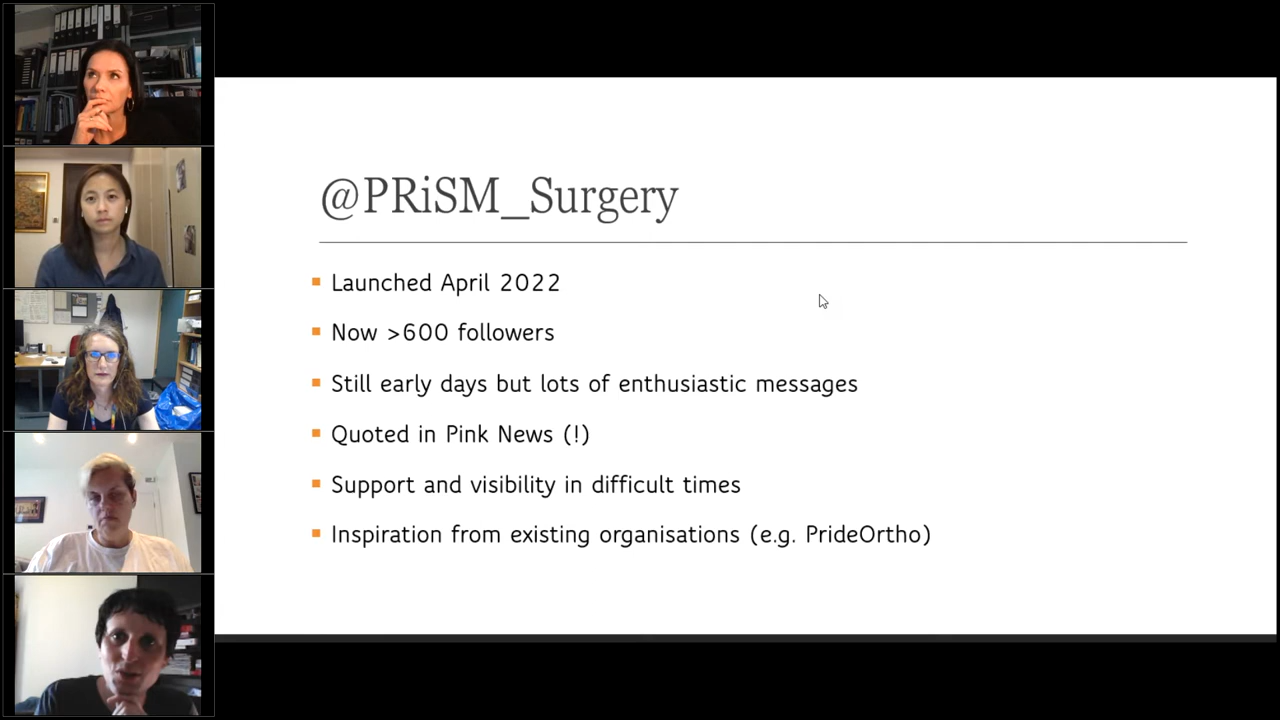 @PRiSM_Surgery
Launched April 2022
Now >600 followers
Still early days but lots of enthusiastic messages
Quoted in Pink News (!)
Support and visibility in difficult times
Inspiration from existing organisations (e.g. PrideOrtho)